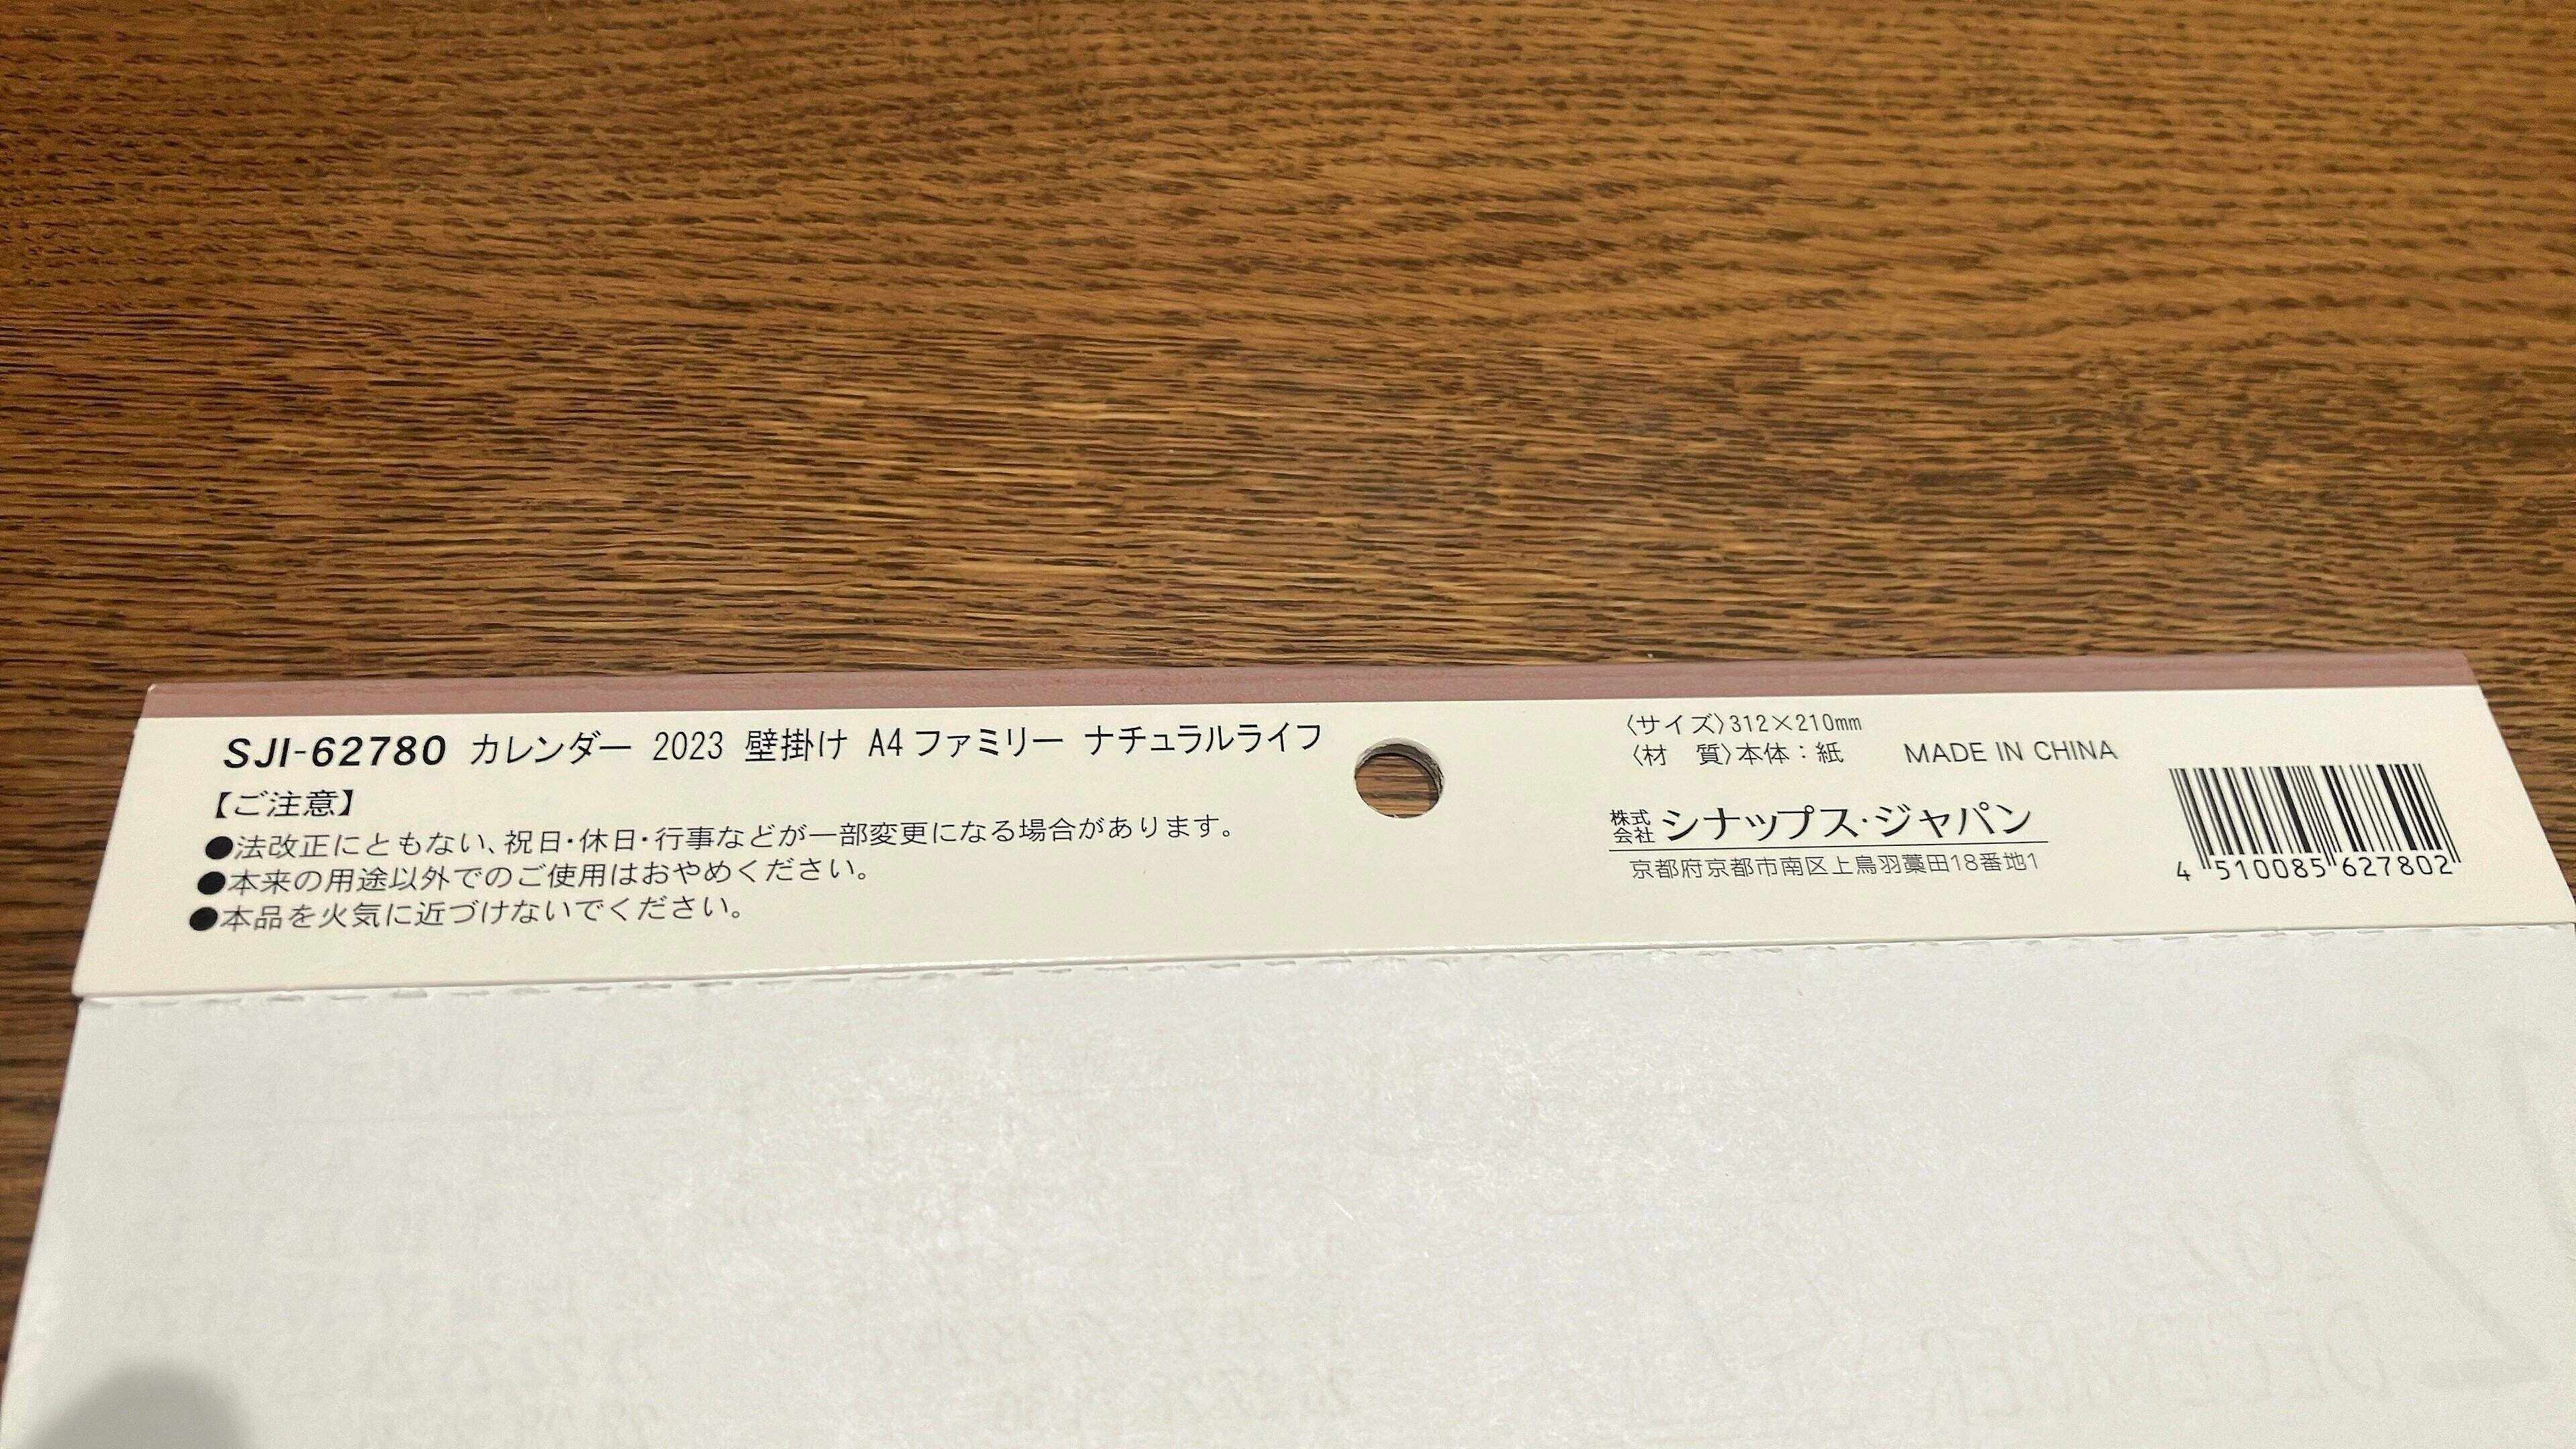 SJI-62780 カレンダー 2023 壁掛け A4ファミリー ナチュラルライフ
【ご注意】
●法改正にともない、祝日・休日・行事などが一部変更になる場合があります。
●本来の用途以外でのご使用はおやめください。
●本品を火気に近づけないでください。
〈サイズ〉312×210mm
〈材 質〉本体：紙 MADE IN CHINA
株式会社 シナップス・ジャパン
京都府京都市南区上鳥羽藁田18番地1
4 510085 627802